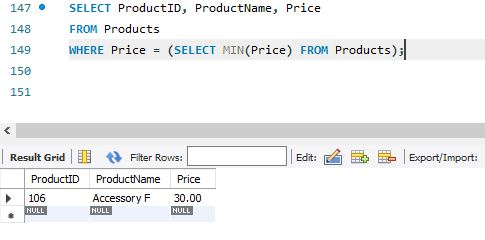 147 SELECT ProductID, ProductName, Price
148 FROM Products
149 WHERE Price = (SELECT MIN(Price) FROM Products);
150
151
Result Grid Filter Rows: Edit: Export/Import:
ProductID ProductName Price
106 Accessory F 30.00
NULL NULL NULL